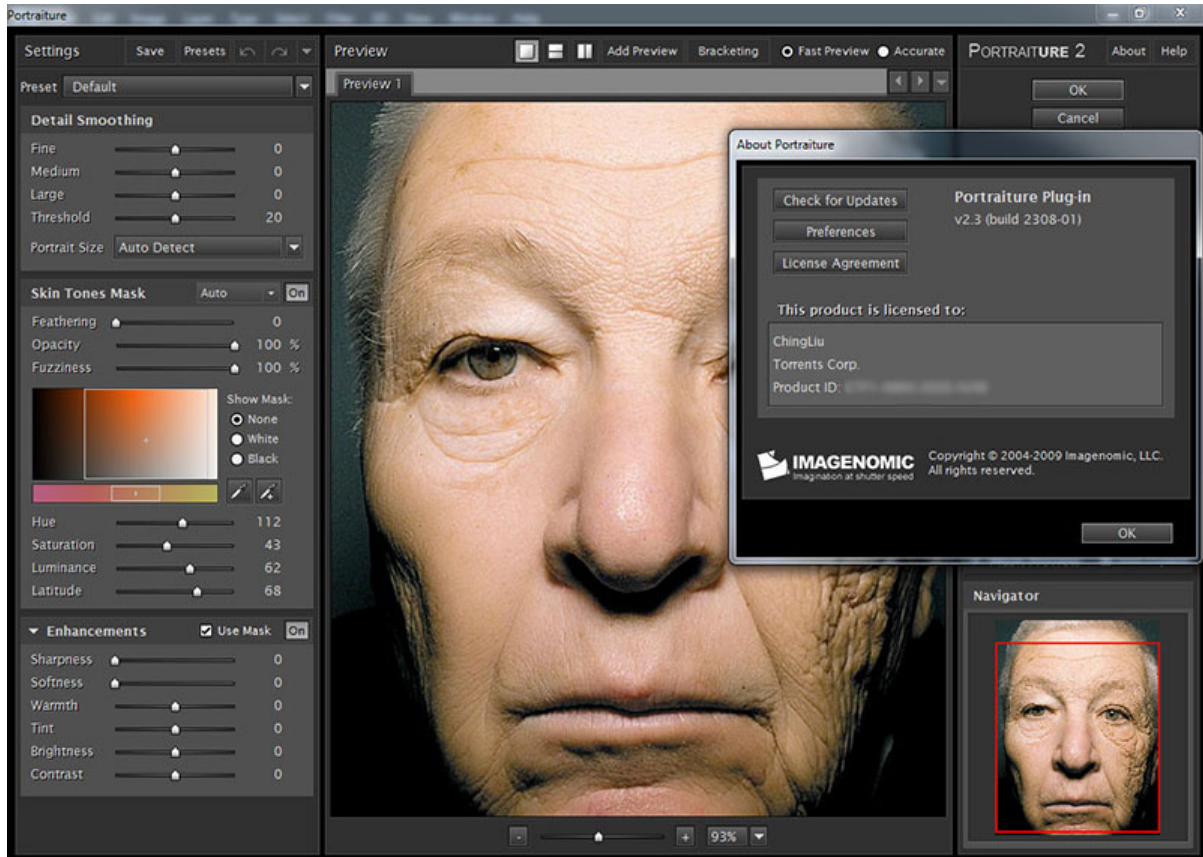 Portraiture
Settings
Save
Presets
Preset
Default
Detail Smoothing
Fine 0
Medium 0
Large 0
Threshold 20
Portrait Size
Auto Detect
Skin Tones Mask
Auto
On
Feathering 0
Opacity 100 %
Fuzziness 100 %
Show Mask:
None
White
Black
Hue 112
Saturation 43
Luminance 62
Latitude 68
Enhancements
Use Mask
On
Sharpness 0
Softness 0
Warmth 0
Tint 0
Brightness 0
Contrast 0
Preview
Add Preview
Bracketing
Fast Preview
Accurate
Preview 1
- + 93%
PORTRAITURE 2
About
Help
OK
Cancel
About Portraiture
Check for Updates
Preferences
License Agreement
Portraiture Plug-in
v2.3 (build 2308-01)
This product is licensed to:
ChingLiu
Torrents Corp.
Product ID:
IMAGENOMIC
Imagination at shutter speed
Copyright © 2004-2009 Imagenomic, LLC.
All rights reserved.
OK
Navigator